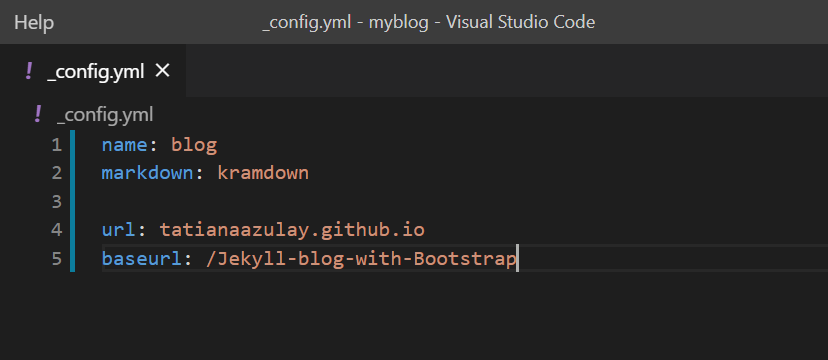 Help
_config.yml - myblog - Visual Studio Code
! _config.yml ✕
! _config.yml
1 name: blog
2 markdown: kramdown
3
4 url: tatianaazulay.github.io
5 baseurl: /Jekyll-blog-with-Bootstrap